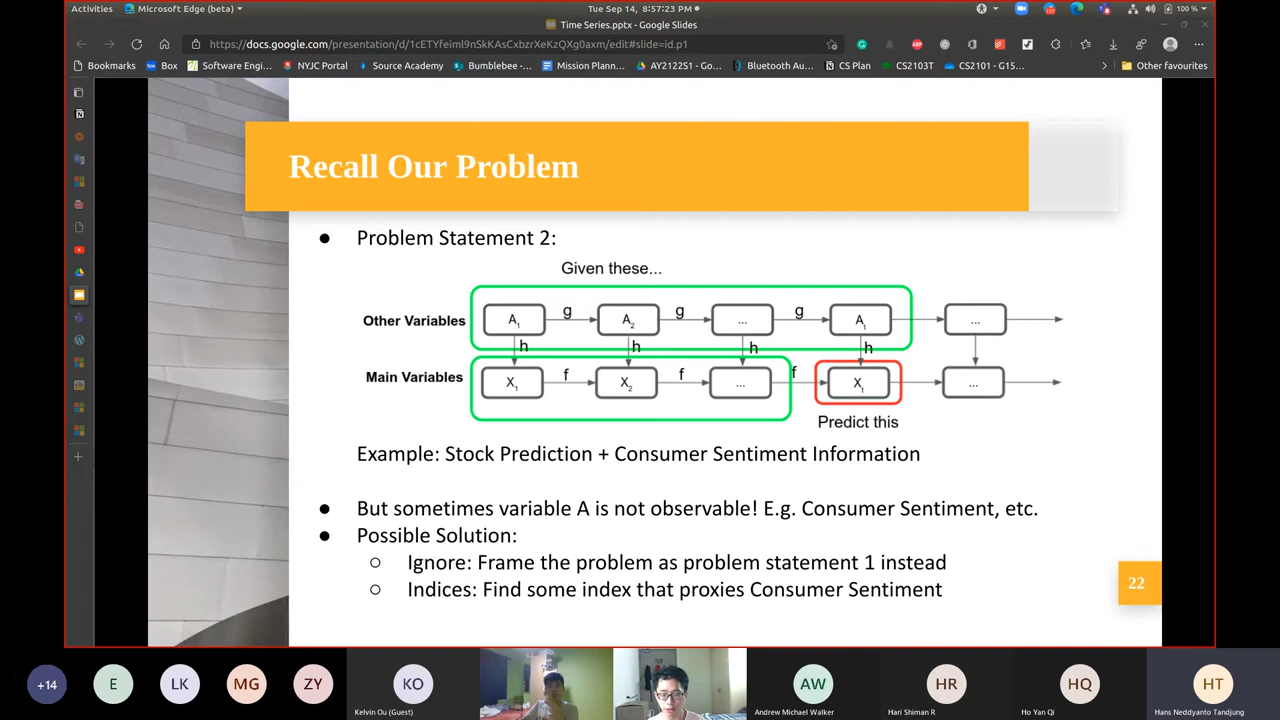 Activities Microsoft Edge (beta) Tue Sep 14, 8:57:23 PM 100 %
Time Series.pptx - Google Slides
https://docs.google.com/presentation/d/1cETYfeiml9nSkKAsCxbzrXeKzQXg0axm/edit#slide=id.p1
Bookmarks Box Software Engi... NYJC Portal Source Academy Bumblebee -... Mission Plann... AY2122S1 - Go... Bluetooth Au... CS Plan CS2103T CS2101 - G15... Other favourites
Recall Our Problem
● Problem Statement 2:
Given these...
Other Variables A1 g A2 g ... g At ...
h h h h
Main Variables X1 f X2 f ... f Xt ...
Predict this
Example: Stock Prediction + Consumer Sentiment Information
● But sometimes variable A is not observable! E.g. Consumer Sentiment, etc.
● Possible Solution:
○ Ignore: Frame the problem as problem statement 1 instead
○ Indices: Find some index that proxies Consumer Sentiment
22
+14 E LK MG ZY KO AW HR HQ HT
Kelvin Ou (Guest) Andrew Michael Walker Hari Shiman R Ho Yan Qi Hans Neddyanto Tandjung